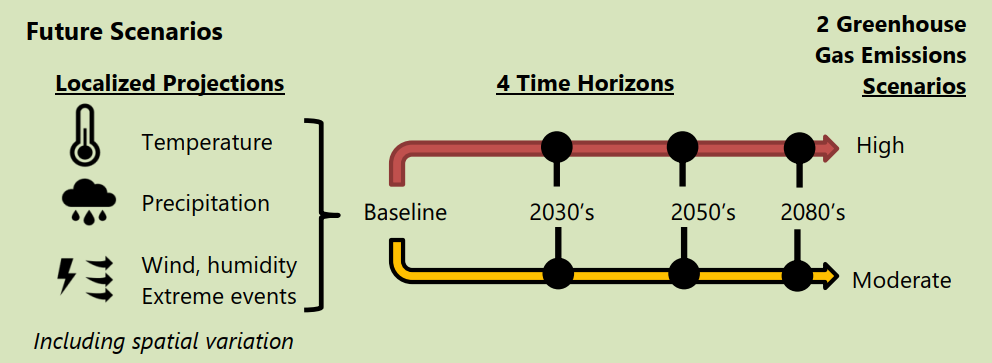 Future Scenarios
2 Greenhouse
Gas Emissions
Scenarios
Localized Projections
4 Time Horizons
Temperature
High
Precipitation
Baseline 2030's 2050's 2080's
Wind, humidity
Extreme events
Moderate
Including spatial variation